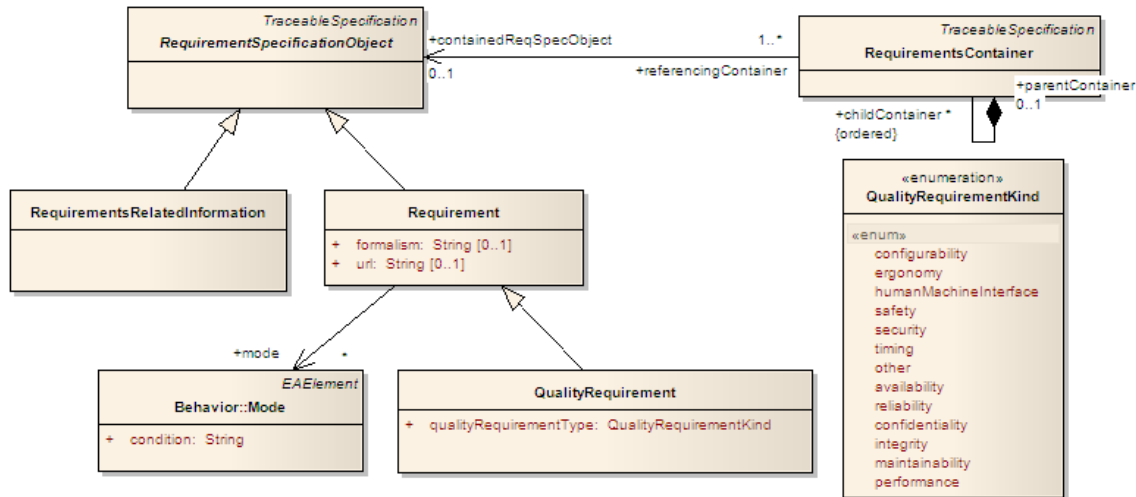 TraceableSpecification
RequirementSpecificationObject
+containedReqSpecObject
0..1
1..*
+referencingContainer
TraceableSpecification
RequirementsContainer
+parentContainer
0..1
+childContainer *
{ordered}
RequirementsRelatedInformation
Requirement
+ formalism: String [0..1]
+ url: String [0..1]
«enumeration»
QualityRequirementKind
«enum»
configurability
ergonomy
humanMachineInterface
safety
security
timing
other
availability
reliability
confidentiality
integrity
maintainability
performance
+mode
*
EAElement
Behavior::Mode
+ condition: String
QualityRequirement
+ qualityRequirementType: QualityRequirementKind